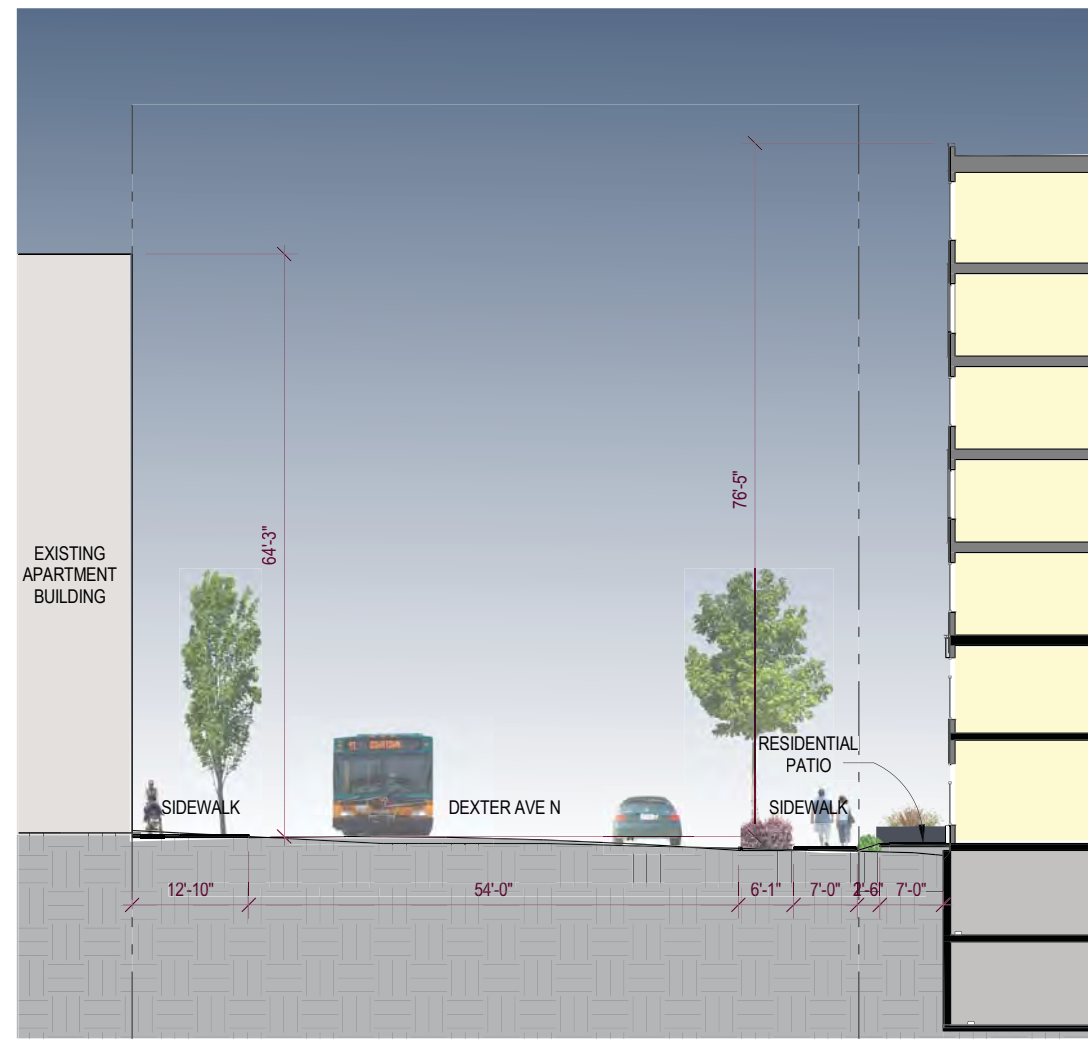 76'-5"
64'-3"
EXISTING
APARTMENT
BUILDING
RESIDENTIAL
PATIO
SIDEWALK
DEXTER AVE N
SIDEWALK
12'-10"
54'-0"
6'-1"
7'-0"
2'-6"
7'-0"